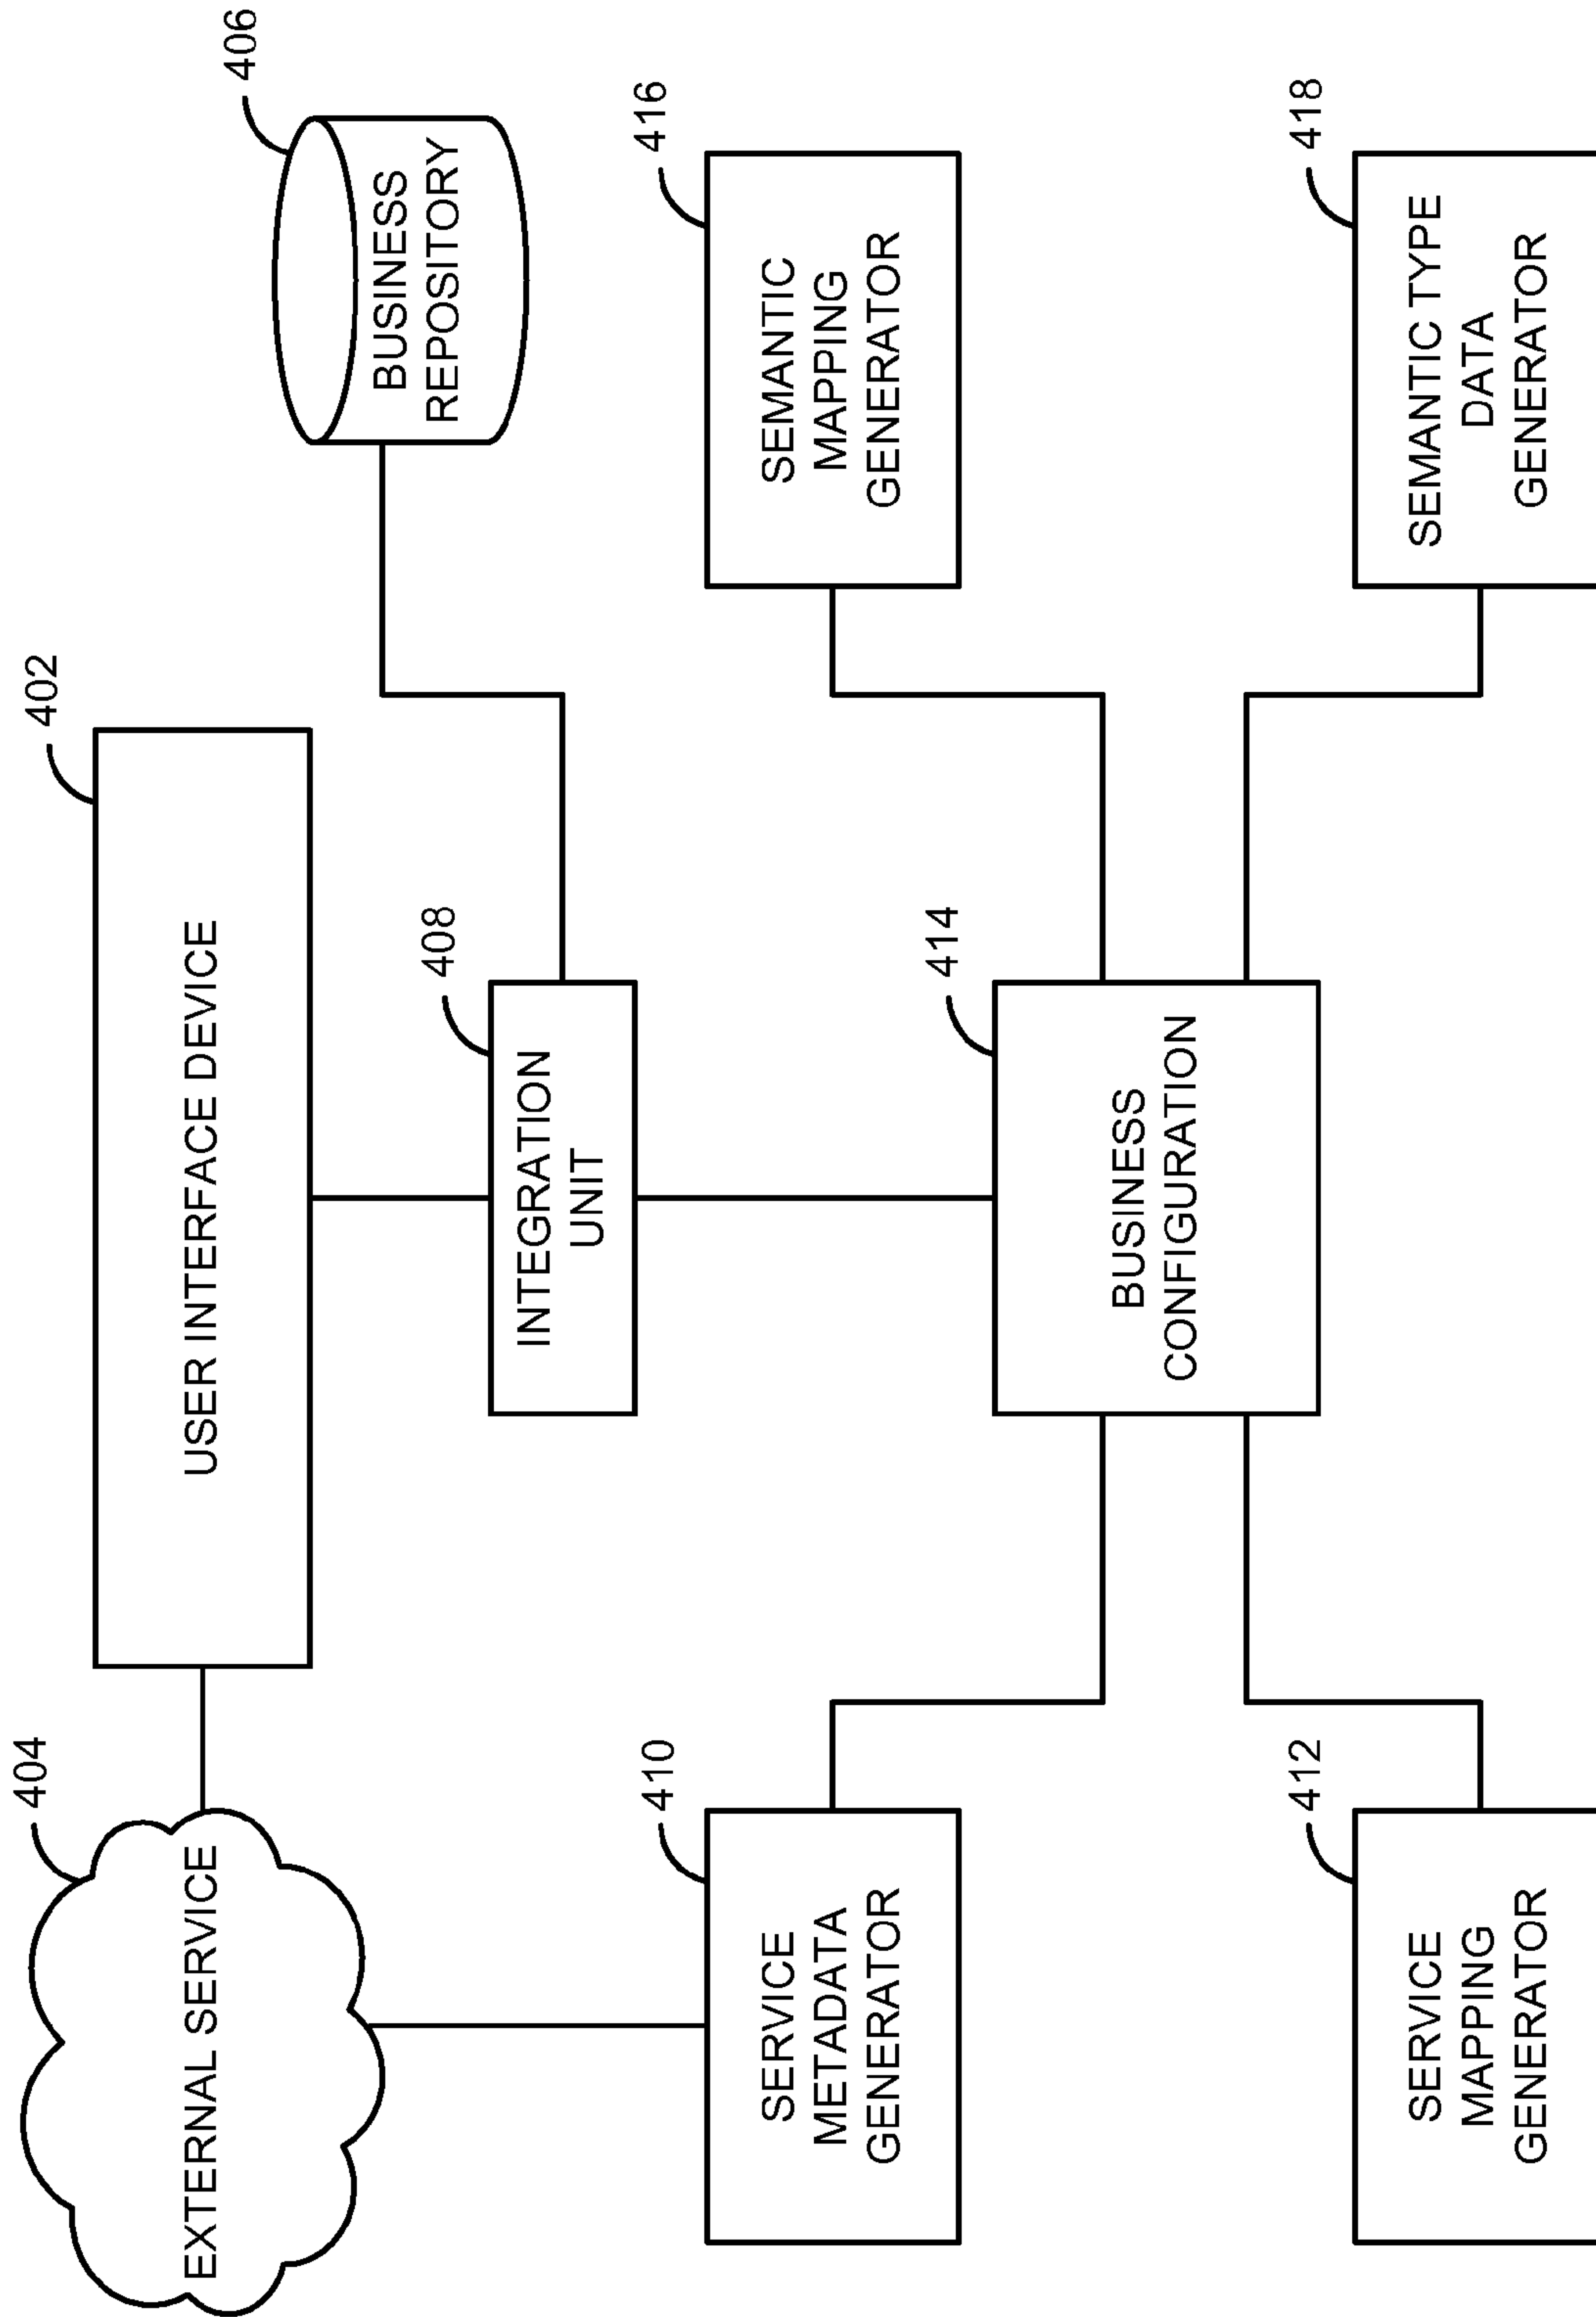 404
EXTERNAL SERVICE
402
USER INTERFACE DEVICE
406
BUSINESS
REPOSITORY
408
INTEGRATION
UNIT
410
SERVICE
METADATA
GENERATOR
414
BUSINESS
CONFIGURATION
416
SEMANTIC
MAPPING
GENERATOR
412
SERVICE
MAPPING
GENERATOR
418
SEMANTIC TYPE
DATA
GENERATOR